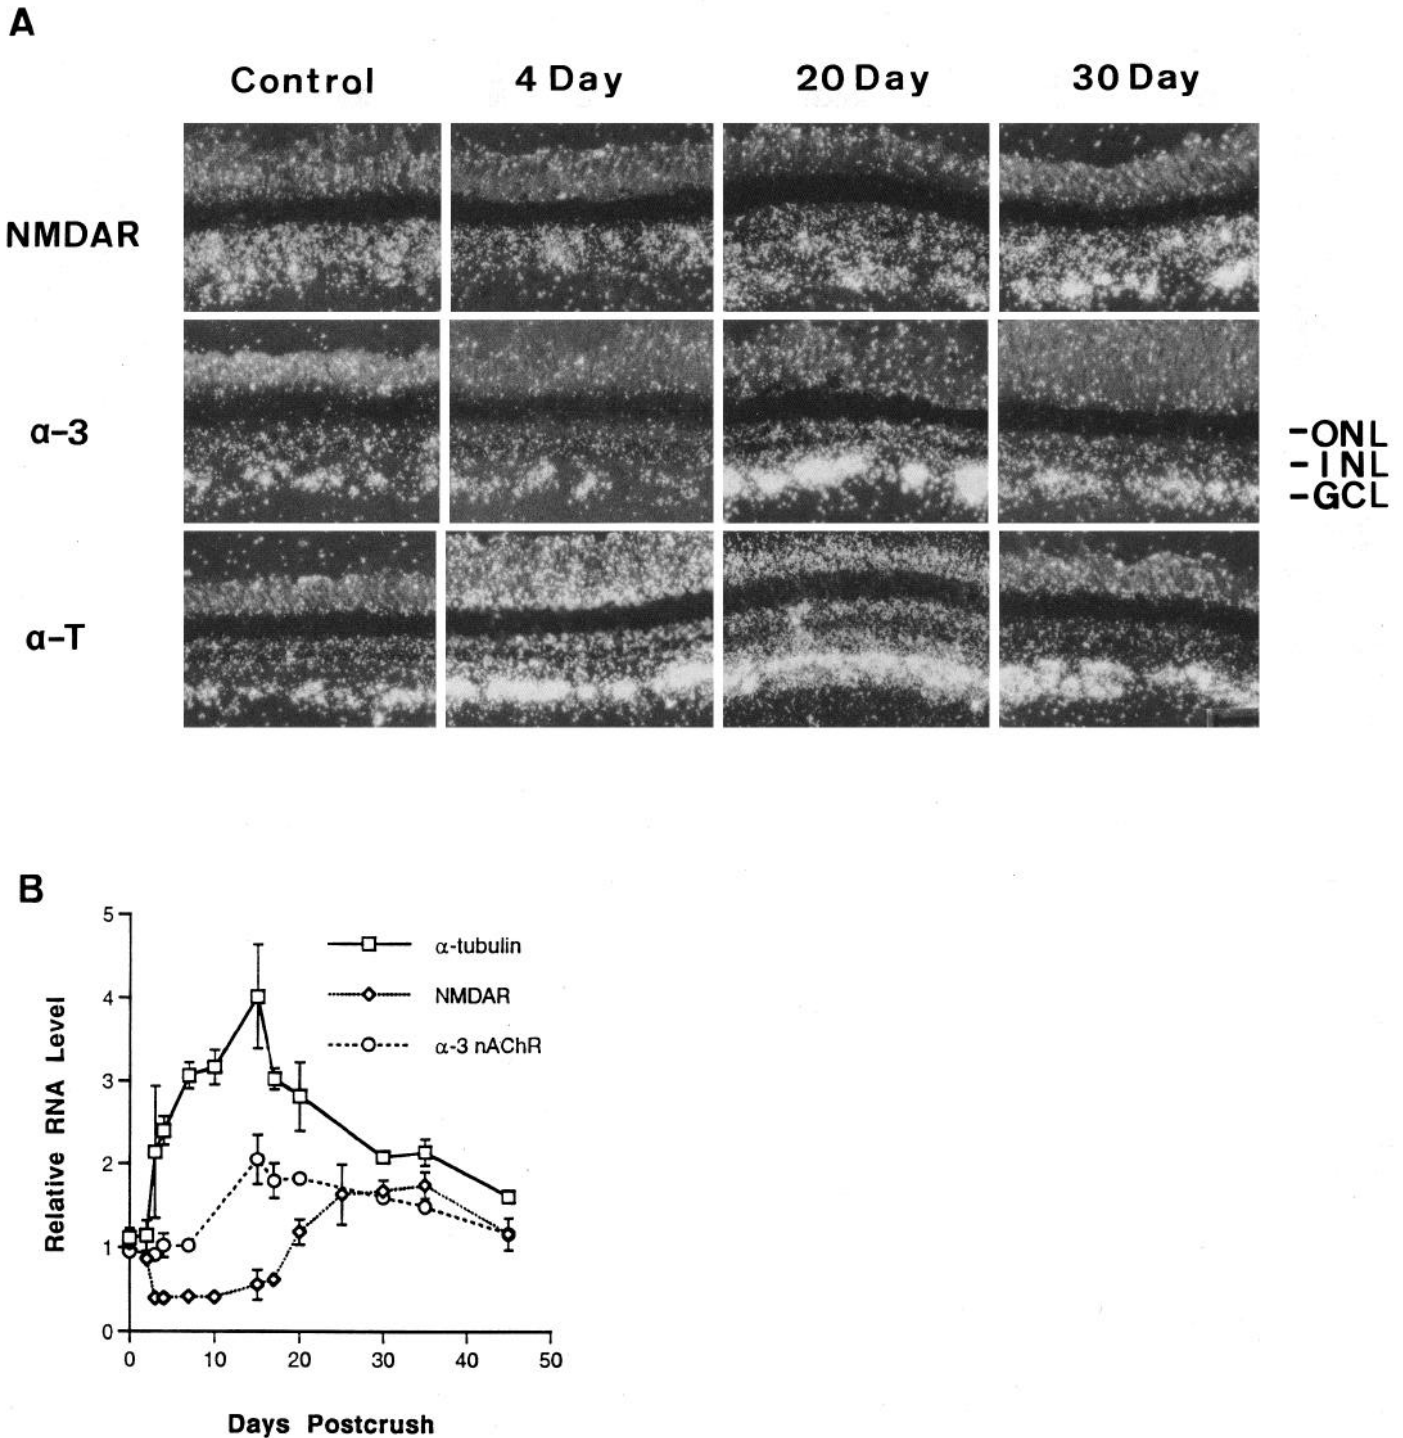 A
Control 4 Day 20 Day 30 Day
NMDAR
α-3
-ONL
-INL
-GCL
α-T
B
5
4
3
2
1
0
Relative RNA Level
α-tubulin
NMDAR
α-3 nAChR
0 10 20 30 40 50
Days Postcrush